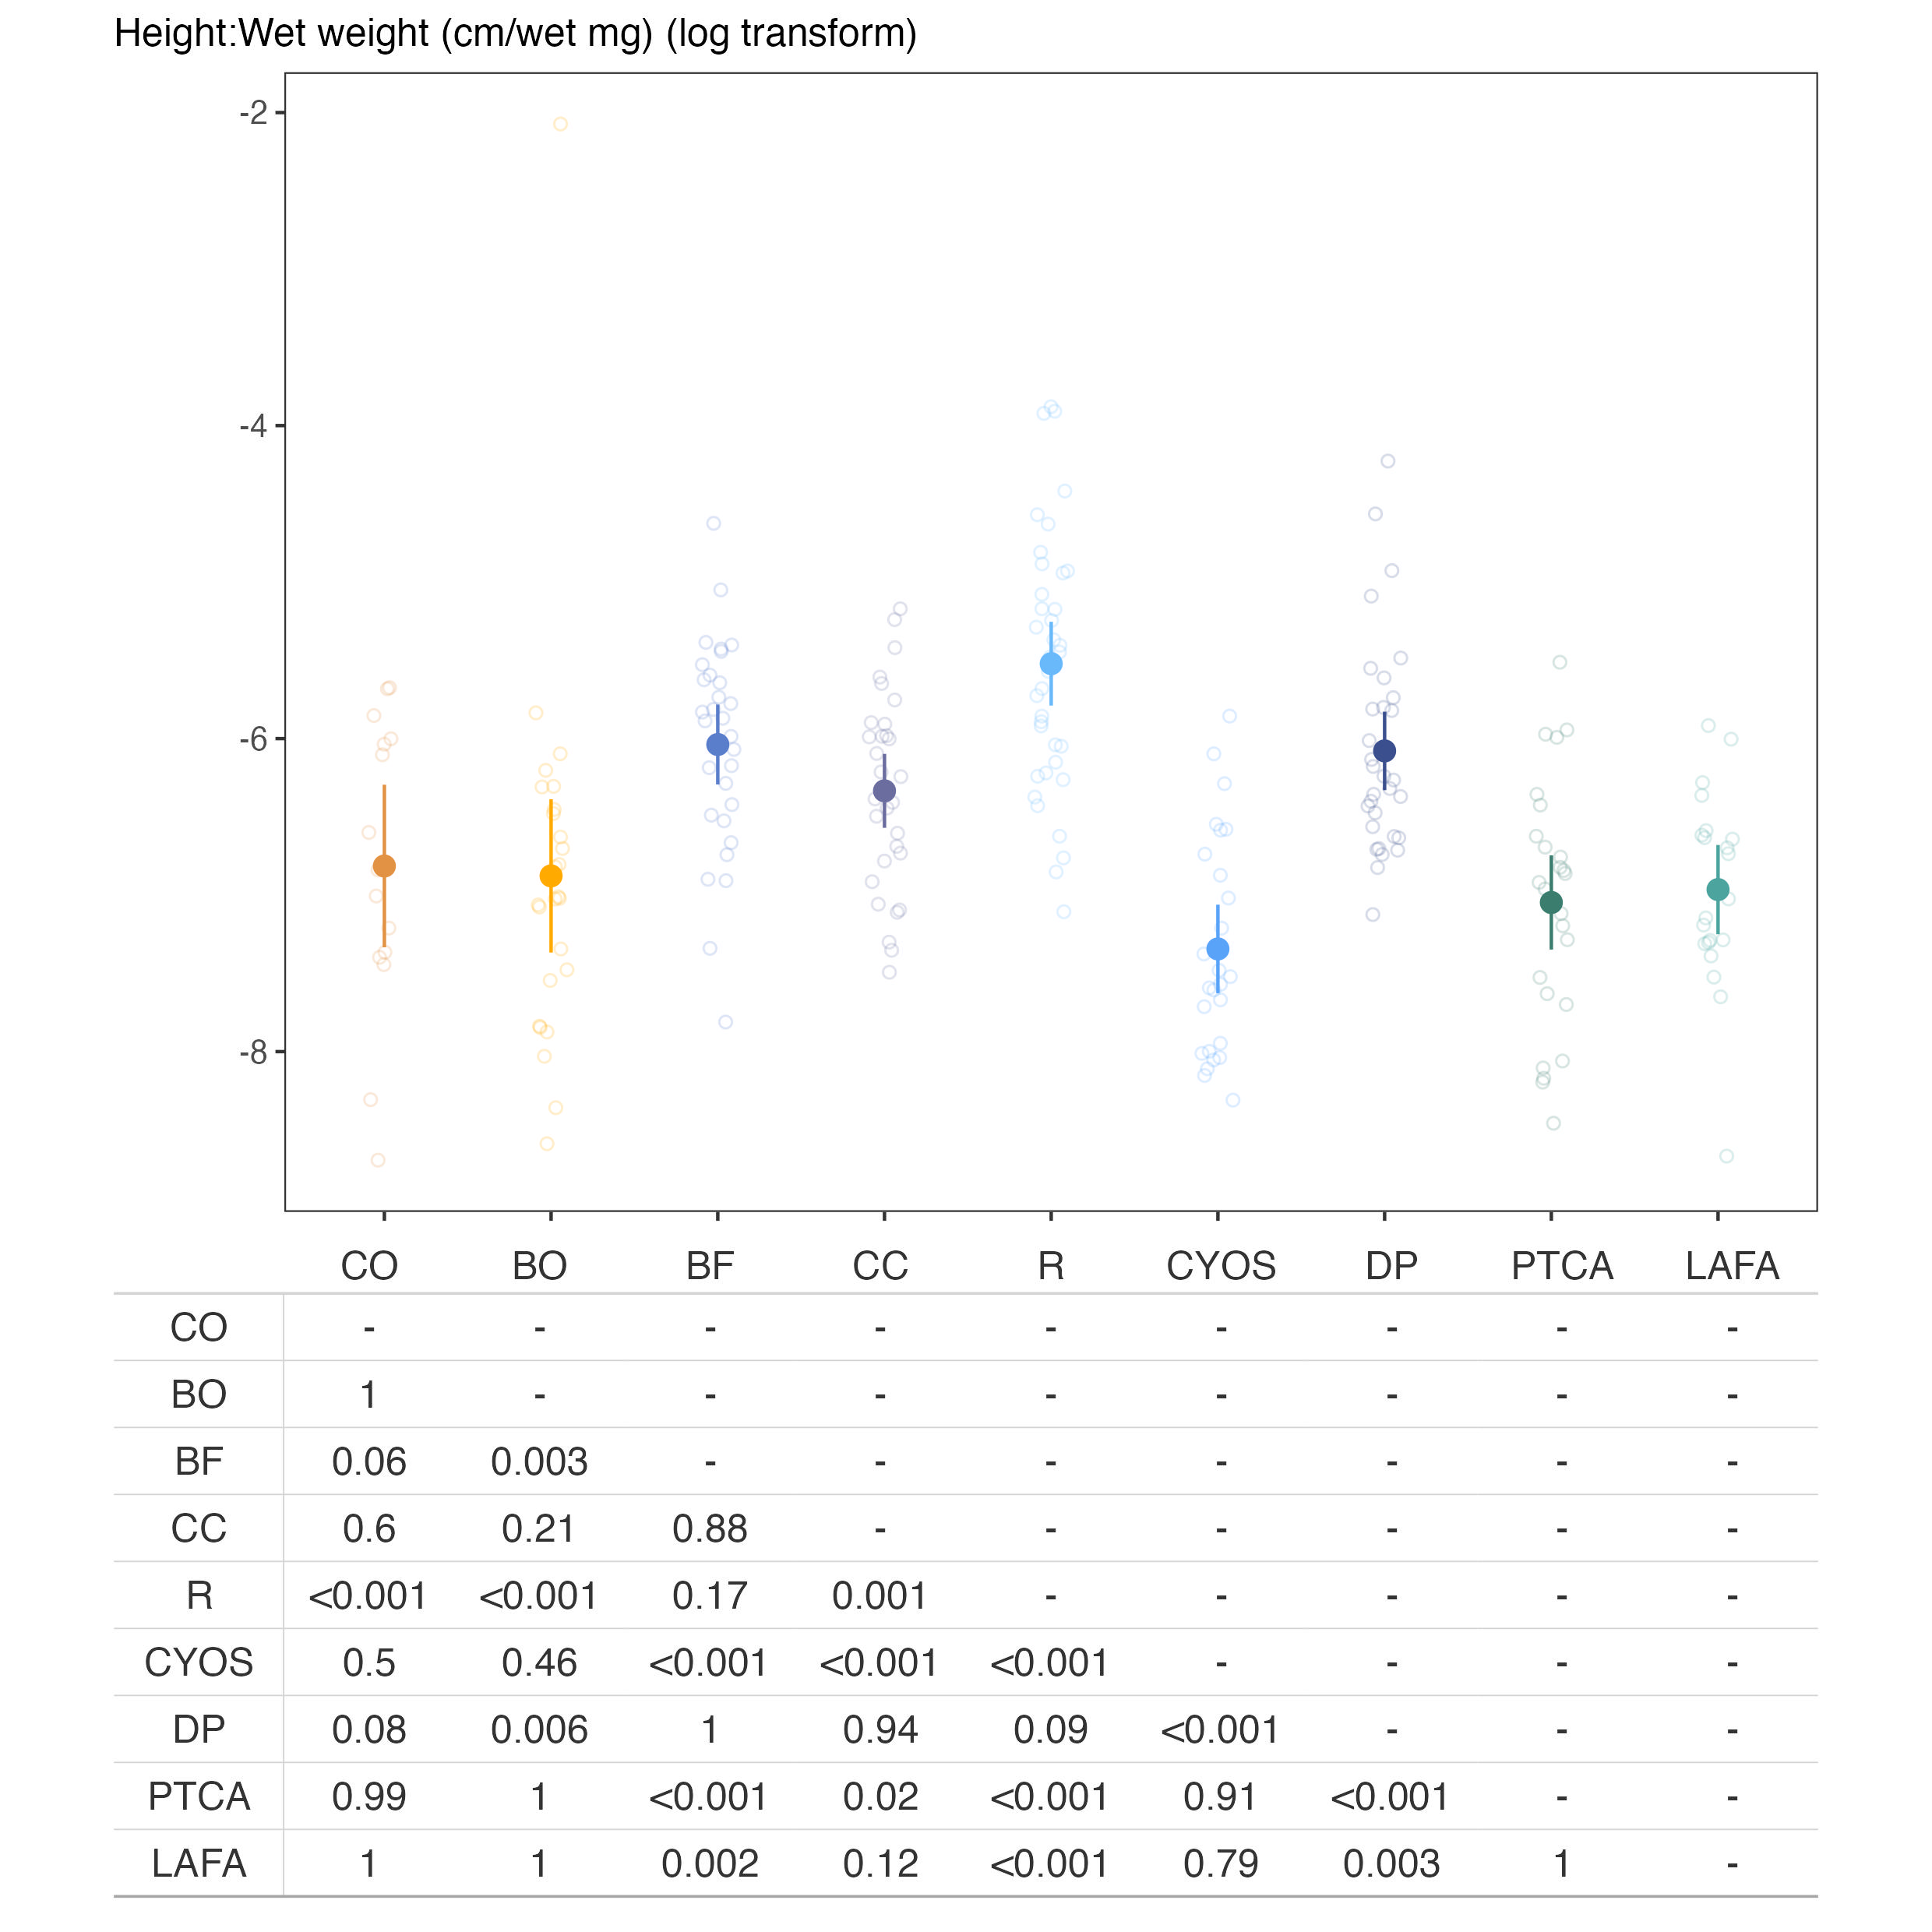 Height:Wet weight (cm/wet mg) (log transform)
-2
-4
-6
-8
CO BO BF CC R CYOS DP PTCA LAFA
CO - - - - - - - - -
BO 1 - - - - - - - -
BF 0.06 0.003 - - - - - - -
CC 0.6 0.21 0.88 - - - - - -
R <0.001 <0.001 0.17 0.001 - - - - -
CYOS 0.5 0.46 <0.001 <0.001 <0.001 - - - -
DP 0.08 0.006 1 0.94 0.09 <0.001 - - -
PTCA 0.99 1 <0.001 0.02 <0.001 0.91 <0.001 - -
LAFA 1 1 0.002 0.12 <0.001 0.79 0.003 1 -